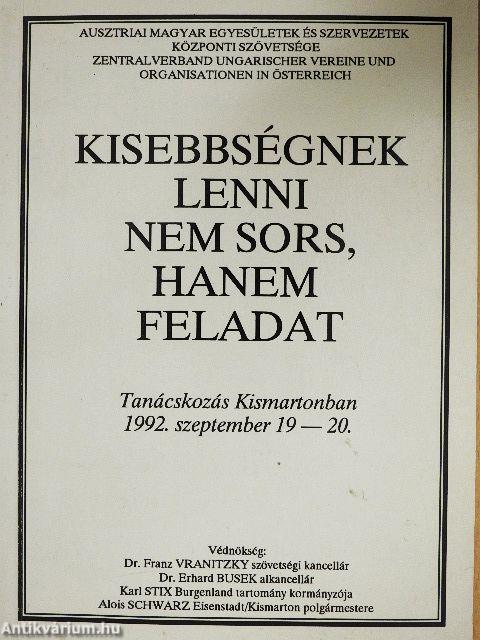 AUSZTRIAI MAGYAR EGYESÜLETEK ÉS SZERVEZETEK
KÖZPONTI SZÖVETSÉGE
ZENTRALVERBAND UNGARISCHER VEREINE UND
ORGANISATIONEN IN ÖSTERREICH
KISEBBSÉGNEK
LENNI
NEM SORS,
HANEM
FELADAT
Tanácskozás Kismartonban
1992. szeptember 19 — 20.
Védnökség:
Dr. Franz VRANITZKY szövetségi kancellár
Dr. Erhard BUSEK alkancellár
Karl STIX Burgenland tartomány kormányzója
Alois SCHWARZ Eisenstadt/Kismarton polgármestere
Antikvárium.hu